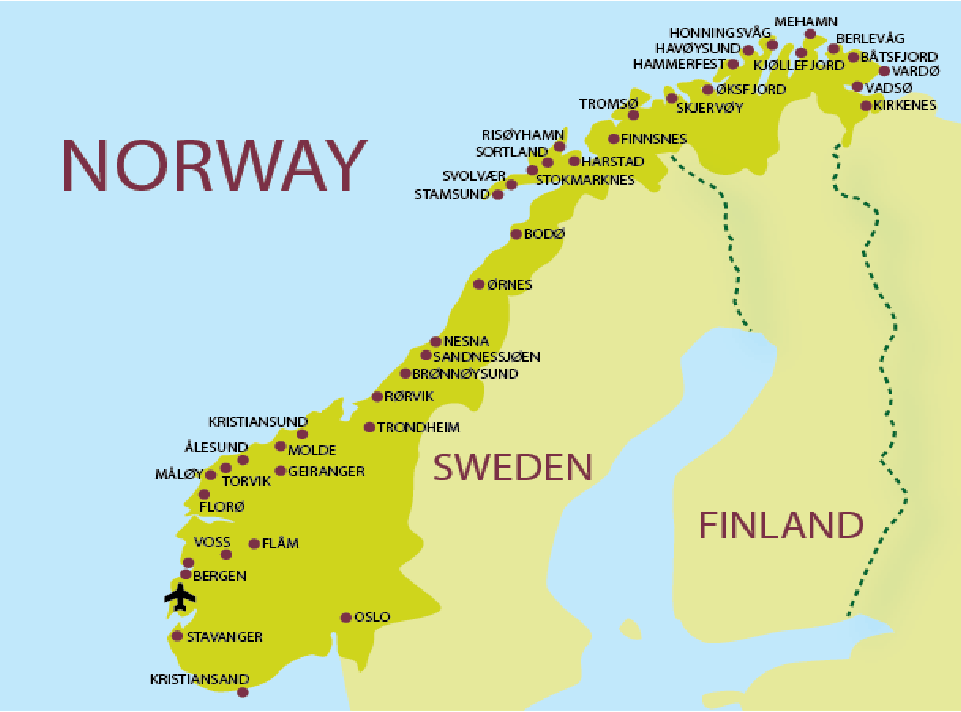 MEHAMN
HONNINGSVÅG
BERLEVÅG
HAVØYSUND
BÅTSFJORD
HAMMERFEST
KJØLLEFJORD
VARDØ
ØKSFJORD
VADSØ
TROMSØ
SKJERVØY
KIRKENES
RISØYHAMN
FINNSNES
NORWAY
SORTLAND
HARSTAD
SVOLVÆR
STOKMARKNES
STAMSUND
BODØ
ØRNES
NESNA
SANDNESSJØEN
BRØNNØYSUND
RØRVIK
KRISTIANSUND
TRONDHEIM
ÅLESUND
MOLDE
SWEDEN
MÅLØY
TORVIK
GEIRANGER
FLORØ
FINLAND
VOSS
FLÅM
BERGEN
OSLO
STAVANGER
KRISTIANSAND